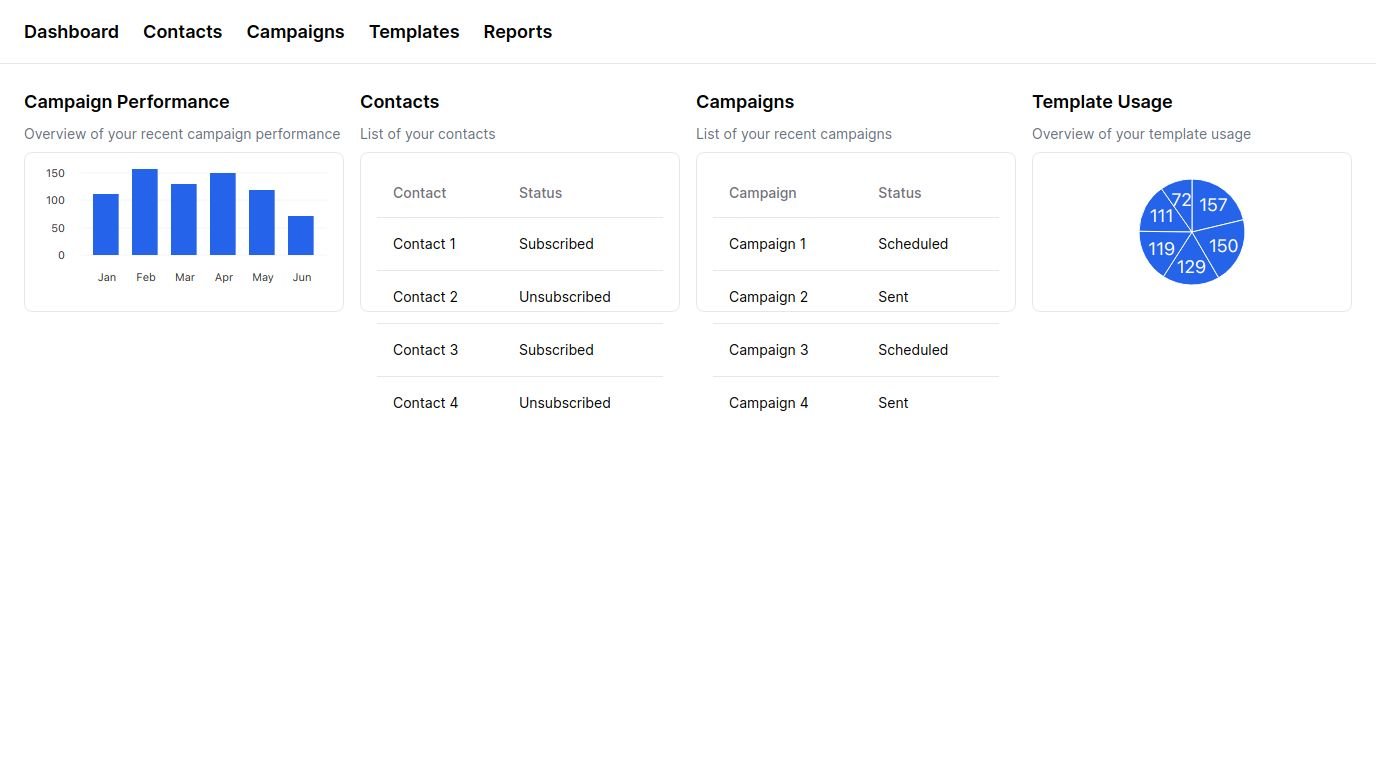 Dashboard Contacts Campaigns Templates Reports
Campaign Performance
Overview of your recent campaign performance
150
100
50
0
Jan Feb Mar Apr May Jun
Contacts
List of your contacts
Contact Status
Contact 1 Subscribed
Contact 2 Unsubscribed
Contact 3 Subscribed
Contact 4 Unsubscribed
Campaigns
List of your recent campaigns
Campaign Status
Campaign 1 Scheduled
Campaign 2 Sent
Campaign 3 Scheduled
Campaign 4 Sent
Template Usage
Overview of your template usage
72 157
111
119 150
129